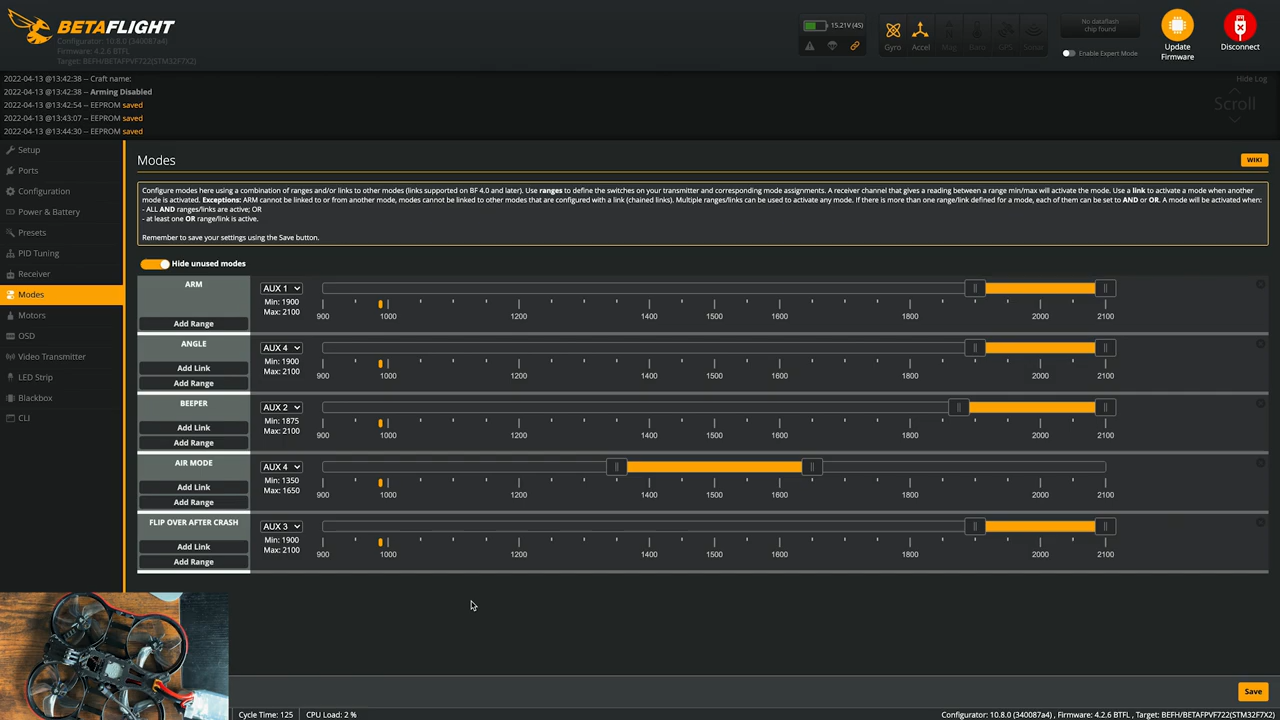 BETAFLIGHT
Configurator: 10.8.0 (340087a4)
Firmware: 4.2.6 BTFL
Target: BEFH/BETAFPVF722(STM32F7X2)
15.21V (4S)
Gyro
Accel
Mag
Baro
GPS
Sonar
No dataflash
chip found
Enable Expert Mode
Update
Firmware
Disconnect
2022-04-13 @13:42:38 -- Craft name:
2022-04-13 @13:42:38 -- Arming Disabled
2022-04-13 @13:42:54 -- EEPROM saved
2022-04-13 @13:43:07 -- EEPROM saved
2022-04-13 @13:44:30 -- EEPROM saved
Hide Log
Scroll
Setup
Ports
Configuration
Power & Battery
Presets
PID Tuning
Receiver
Modes
Motors
OSD
Video Transmitter
LED Strip
Blackbox
CLI
Modes
WIKI
Configure modes here using a combination of ranges and/or links to other modes (links supported on BF 4.0 and later). Use ranges to define the switches on your transmitter and corresponding mode assignments. A receiver channel that gives a reading between a range min/max will activate the mode. Use a link to activate a mode when another
mode is activated. Exceptions: ARM cannot be linked to or from another mode, modes cannot be linked to other modes that are configured with a link (chained links). Multiple ranges/links can be used to activate any mode. If there is more than one range/link defined for a mode, each of them can be set to AND or OR. A mode will be activated when:
- ALL AND ranges/links are active; OR
- at least one OR range/link is active.
Remember to save your settings using the Save button.
Hide unused modes
ARM
Add Range
AUX 1
Min: 1900
Max: 2100
900 1000 1200 1400 1500 1600 1800 2000 2100
ANGLE
Add Link
Add Range
AUX 4
Min: 1900
Max: 2100
900 1000 1200 1400 1500 1600 1800 2000 2100
BEEPER
Add Link
Add Range
AUX 2
Min: 1875
Max: 2100
900 1000 1200 1400 1500 1600 1800 2000 2100
AIR MODE
Add Link
Add Range
AUX 4
Min: 1350
Max: 1650
900 1000 1200 1400 1500 1600 1800 2000 2100
FLIP OVER AFTER CRASH
Add Link
Add Range
AUX 3
Min: 1900
Max: 2100
900 1000 1200 1400 1500 1600 1800 2000 2100
Save
Cycle Time: 125
CPU Load: 2 %
Configurator: 10.8.0 (340087a4) , Firmware: 4.2.6 BTFL , Target: BEFH/BETAFPVF722(STM32F7X2)